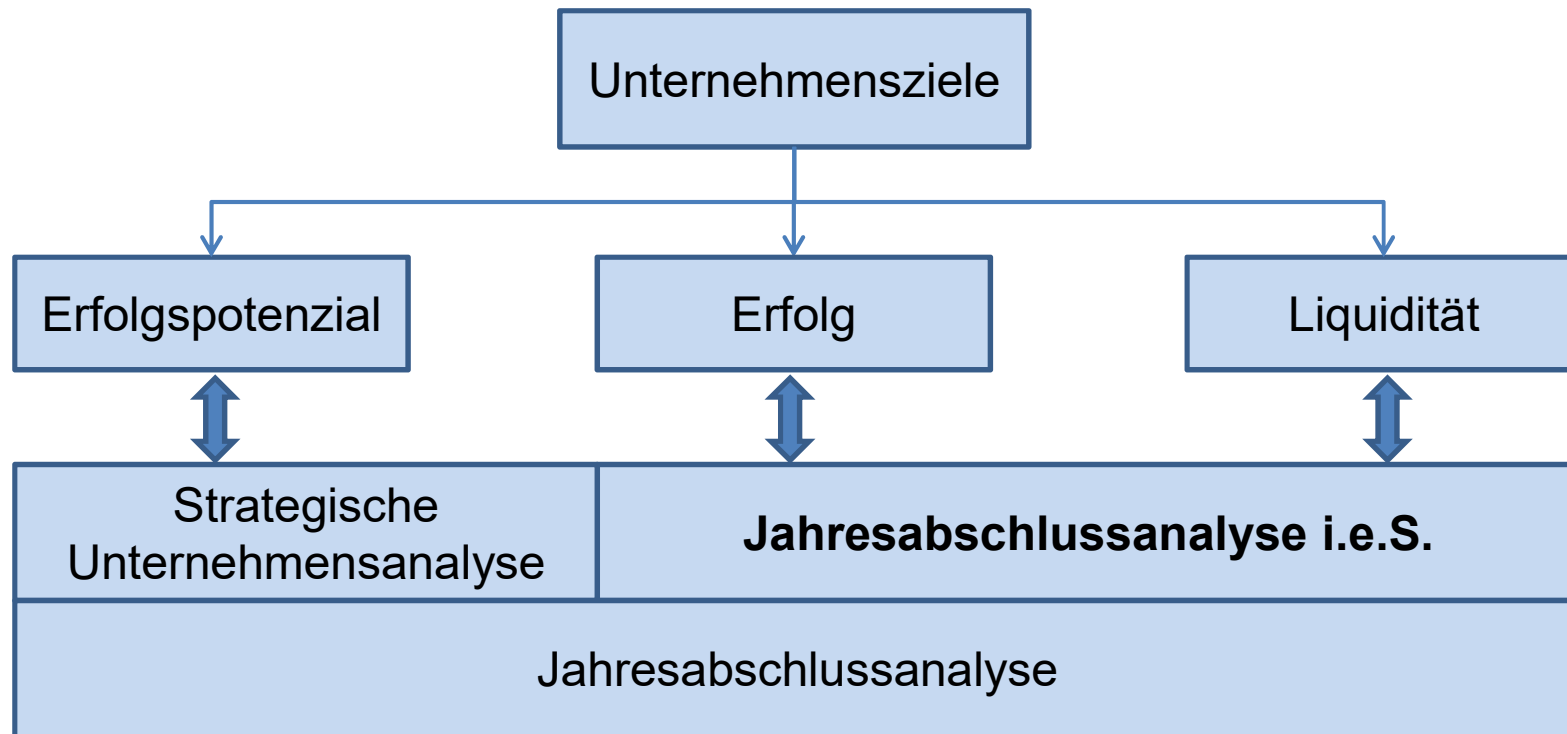 Unternehmensziele
Erfolgspotenzial
Erfolg
Liquidität
Strategische
Unternehmensanalyse
Jahresabschlussanalyse i.e.S.
Jahresabschlussanalyse